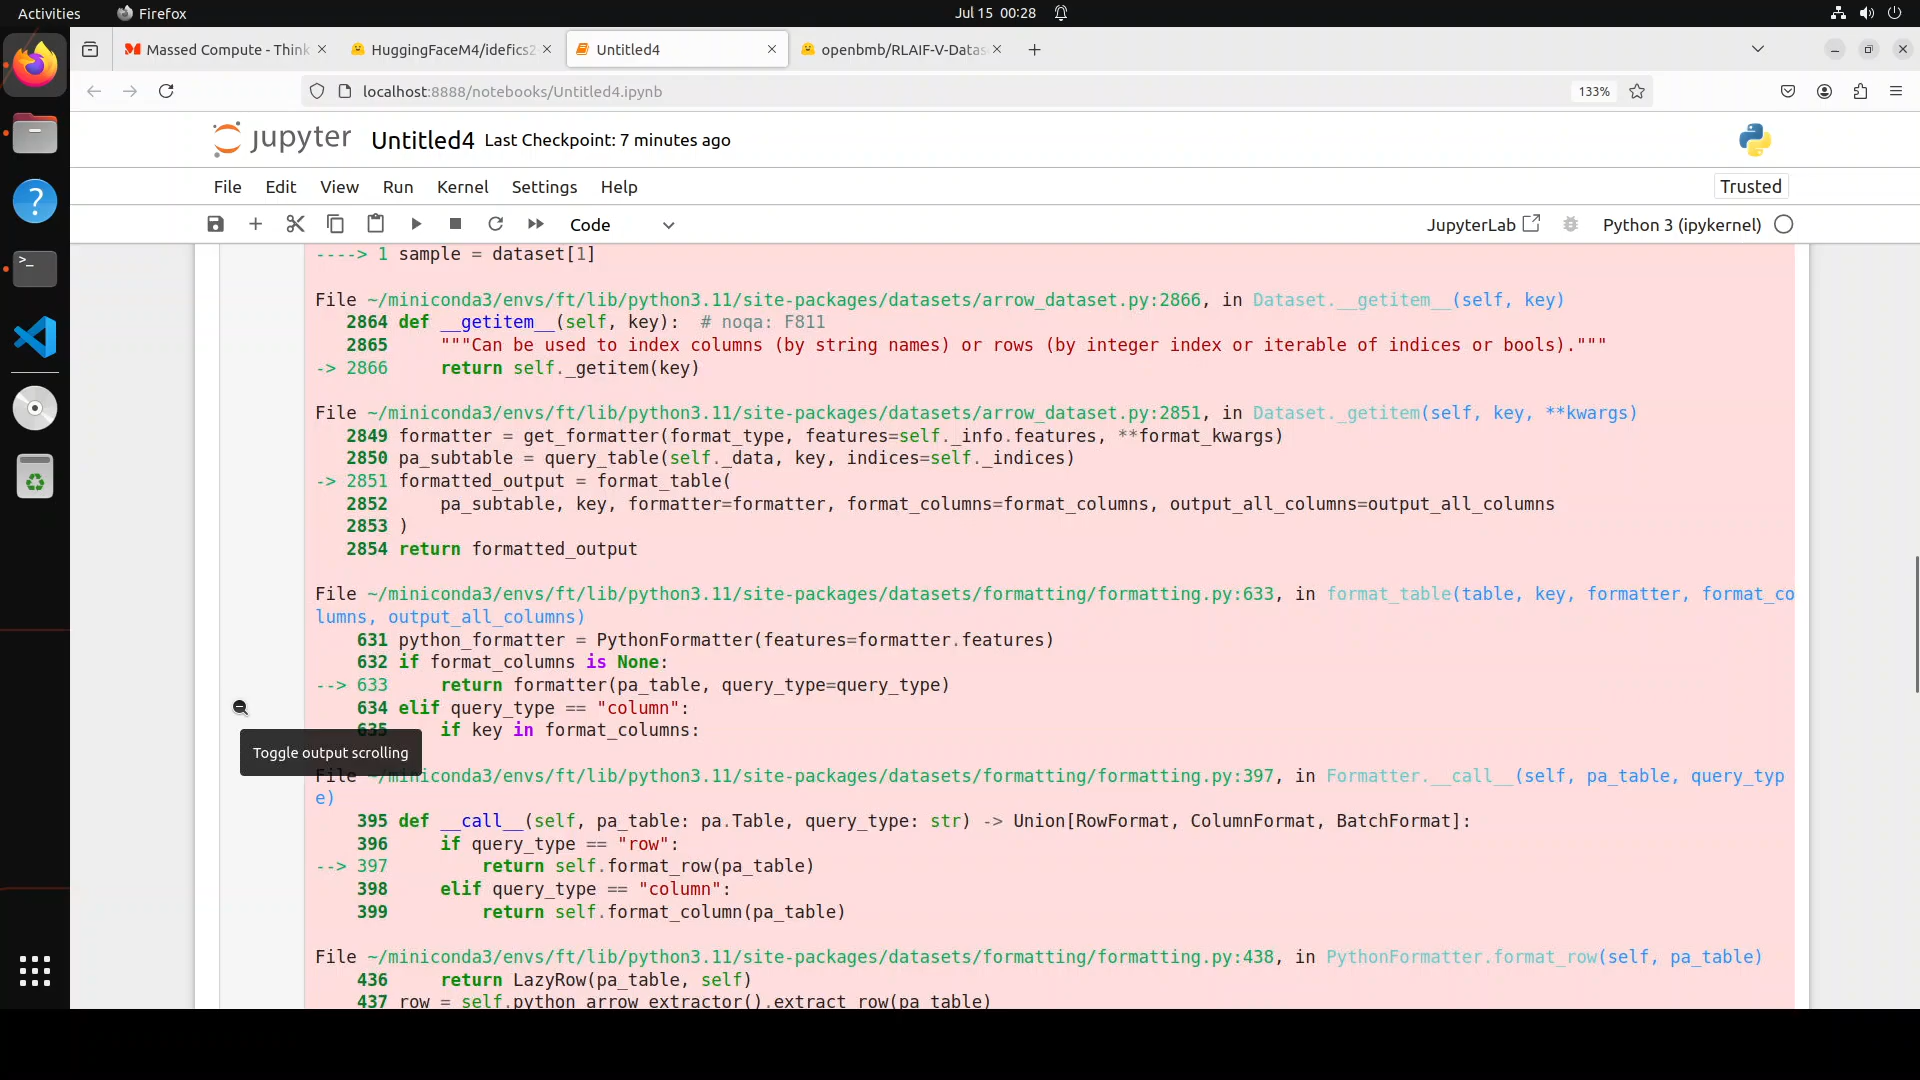 Activities
Firefox
Jul 15 00:28
Massed Compute - Think
HuggingFaceM4/idefics2
Untitled4
openbmb/RLAIF-V-Datas
localhost:8888/notebooks/Untitled4.ipynb
133%
jupyter
Untitled4
Last Checkpoint: 7 minutes ago
File
Edit
View
Run
Kernel
Settings
Help
Trusted
Code
JupyterLab
Python 3 (ipykernel)
----> 1 sample = dataset[1]
File ~/miniconda3/envs/ft/lib/python3.11/site-packages/datasets/arrow_dataset.py:2866, in Dataset.__getitem__(self, key)
2864 def __getitem__(self, key):  # noqa: F811
2865     """Can be used to index columns (by string names) or rows (by integer index or iterable of indices or bools)."""
-> 2866     return self._getitem(key)
File ~/miniconda3/envs/ft/lib/python3.11/site-packages/datasets/arrow_dataset.py:2851, in Dataset._getitem(self, key, **kwargs)
2849 formatter = get_formatter(format_type, features=self._info.features, **format_kwargs)
2850 pa_subtable = query_table(self._data, key, indices=self._indices)
-> 2851 formatted_output = format_table(
2852     pa_subtable, key, formatter=formatter, format_columns=format_columns, output_all_columns=output_all_columns
2853 )
2854 return formatted_output
File ~/miniconda3/envs/ft/lib/python3.11/site-packages/datasets/formatting/formatting.py:633, in format_table(table, key, formatter, format_co
lumns, output_all_columns)
631 python_formatter = PythonFormatter(features=formatter.features)
632 if format_columns is None:
--> 633     return formatter(pa_table, query_type=query_type)
634 elif query_type == "column":
635     if key in format_columns:
Toggle output scrolling
File ~/miniconda3/envs/ft/lib/python3.11/site-packages/datasets/formatting/formatting.py:397, in Formatter.__call__(self, pa_table, query_typ
e)
395 def __call__(self, pa_table: pa.Table, query_type: str) -> Union[RowFormat, ColumnFormat, BatchFormat]:
396     if query_type == "row":
--> 397         return self.format_row(pa_table)
398     elif query_type == "column":
399         return self.format_column(pa_table)
File ~/miniconda3/envs/ft/lib/python3.11/site-packages/datasets/formatting/formatting.py:438, in PythonFormatter.format_row(self, pa_table)
436     return LazyRow(pa_table, self)
437 row = self.python_arrow_extractor().extract_row(pa_table)